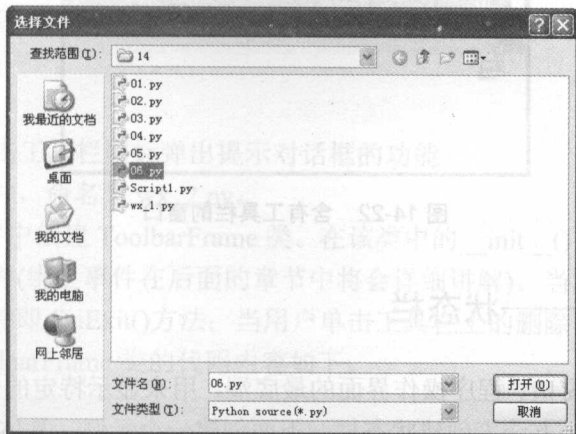 选择文件
查找范围(I):
14
01.py
02.py
03.py
04.py
05.py
06.py
Script1.py
wx_1.py
我最近的文档
桌面
我的文档
我的电脑
网上邻居
文件名(N):
06.py
打开(O)
文件类型(T):
Python source(*.py)
取消